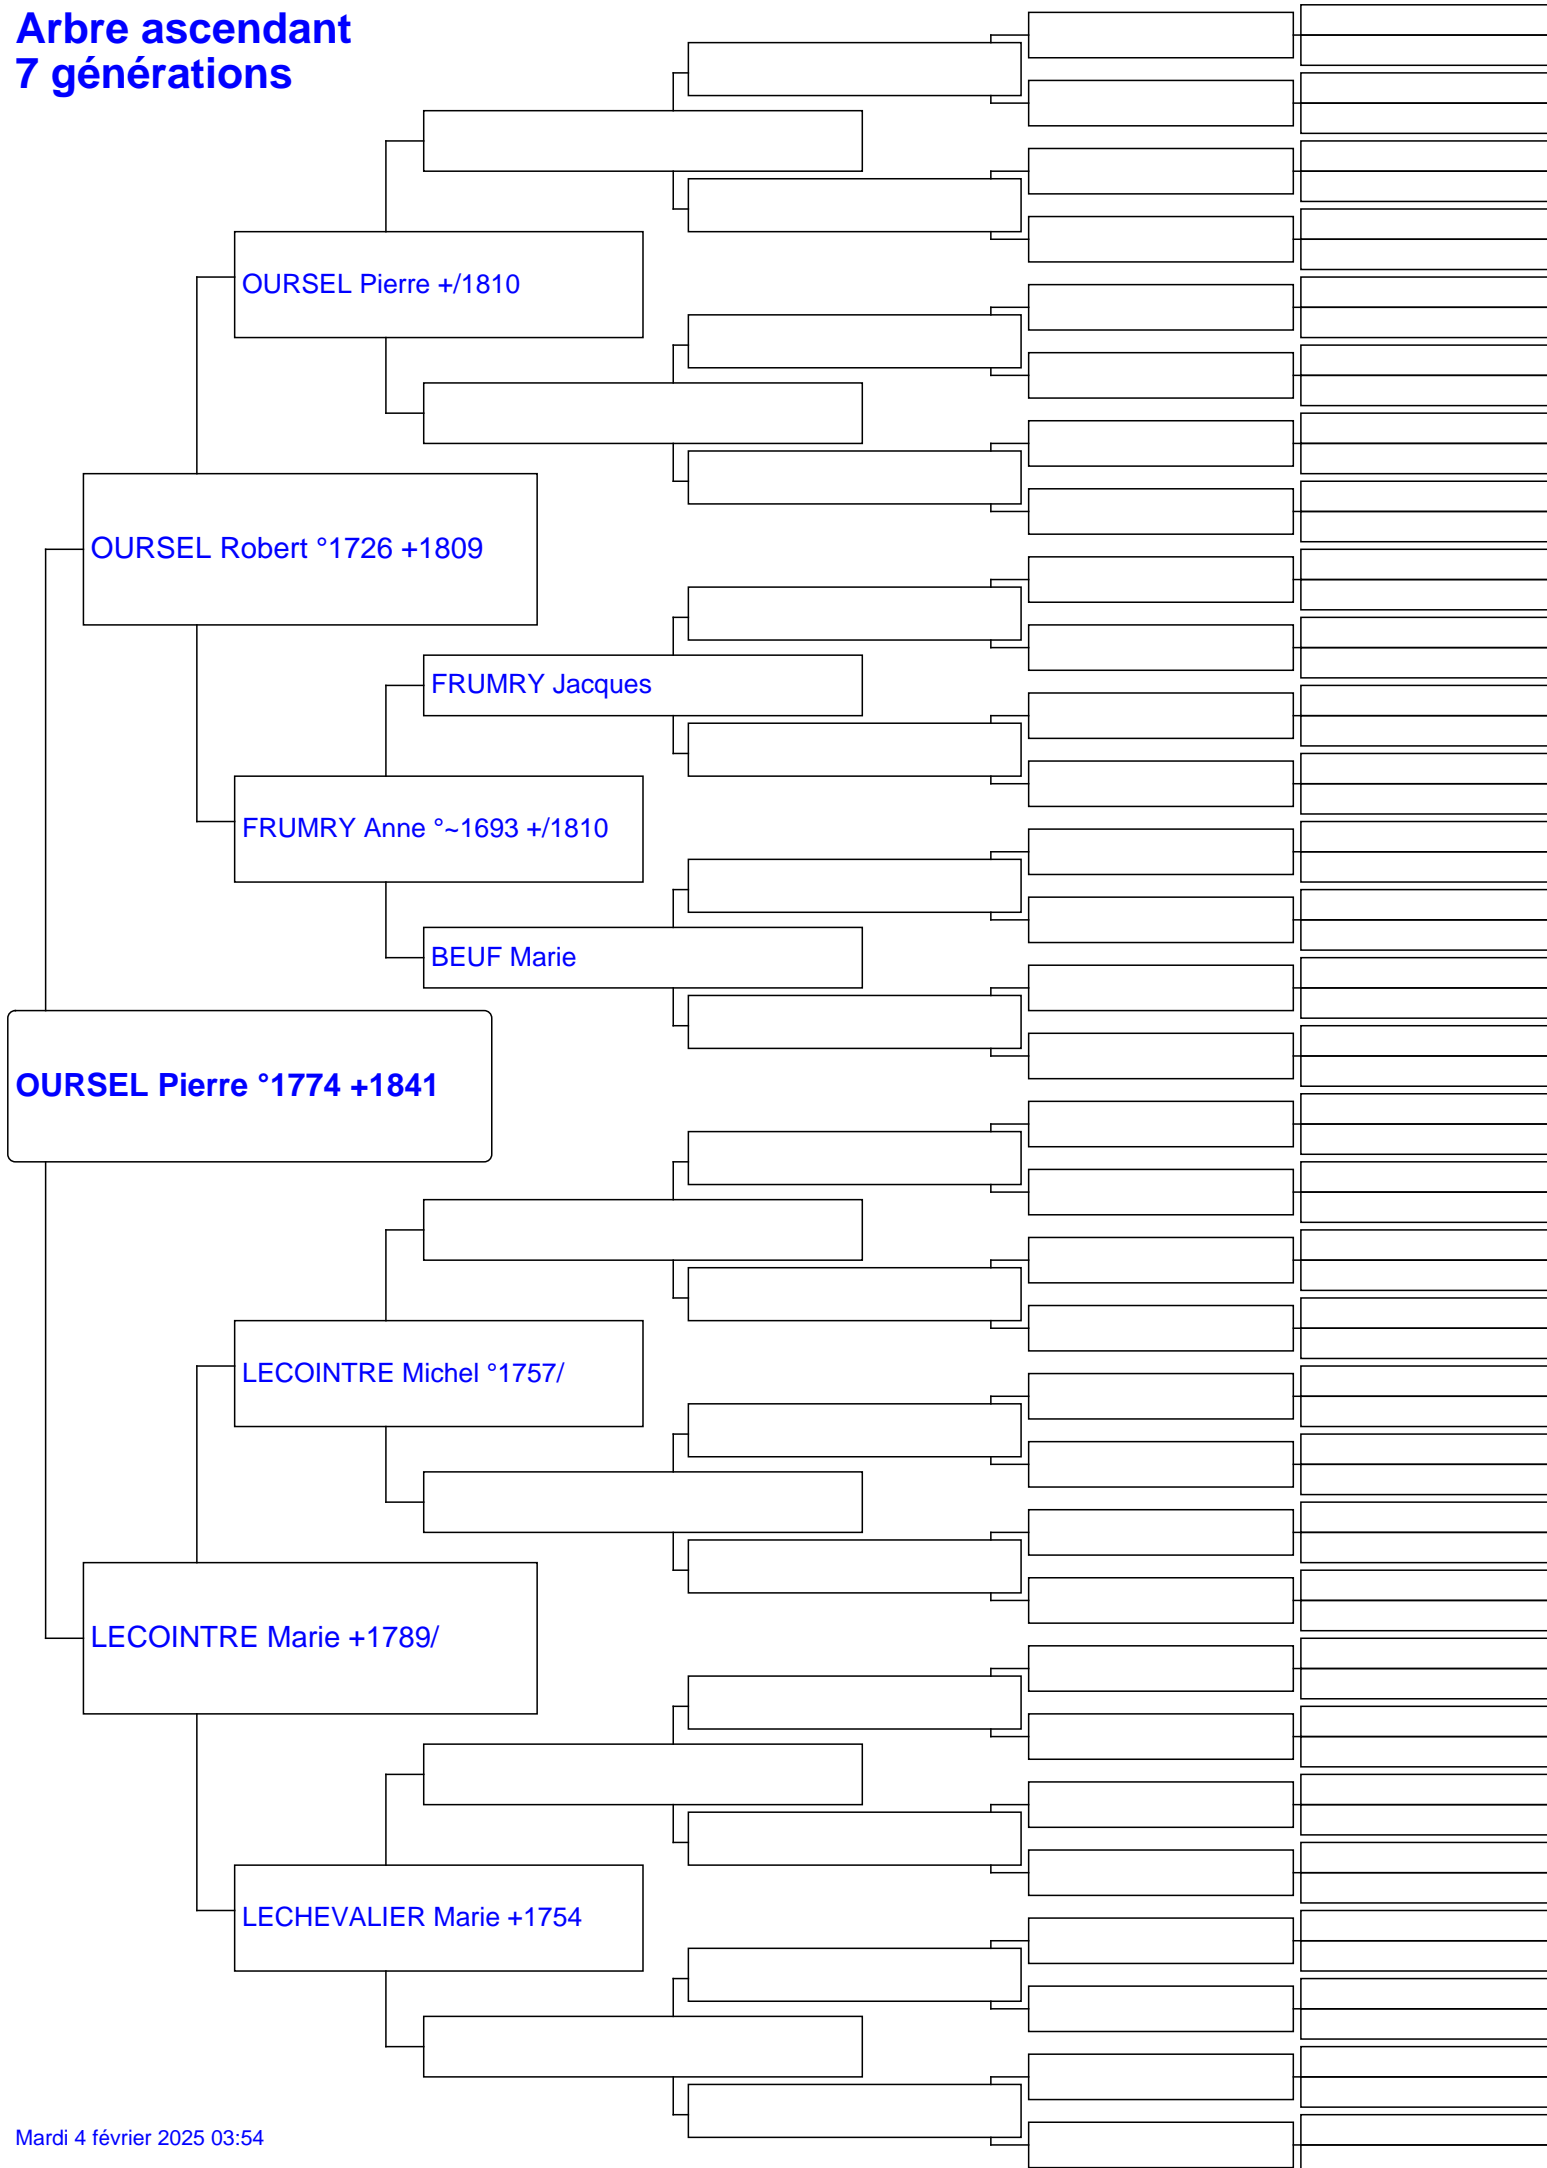 Arbre ascendant
7 générations
OURSEL Pierre +/1810
OURSEL Robert °1726 +1809
FRUMRY Jacques
FRUMRY Anne °~1693 +/1810
BEUF Marie
OURSEL Pierre °1774 +1841
LECOINTRE Michel °1757/
LECOINTRE Marie +1789/
LECHEVALIER Marie +1754
Mardi 4 février 2025 03:54